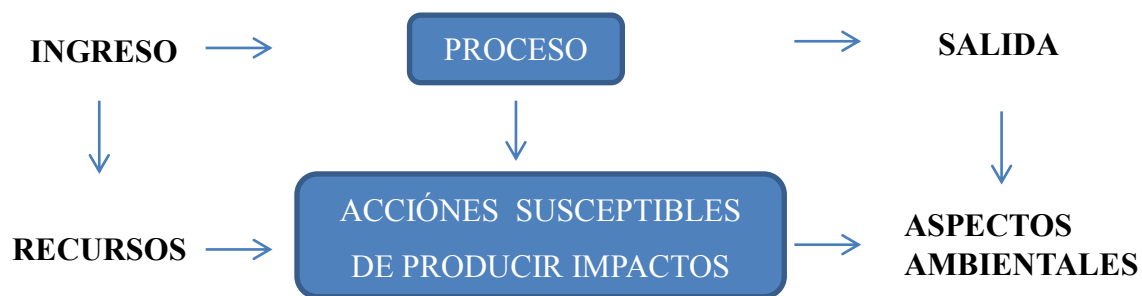 INGRESO
PROCESO
SALIDA
RECURSOS
ACCIÓNES SUSCEPTIBLES
DE PRODUCIR IMPACTOS
ASPECTOS
AMBIENTALES